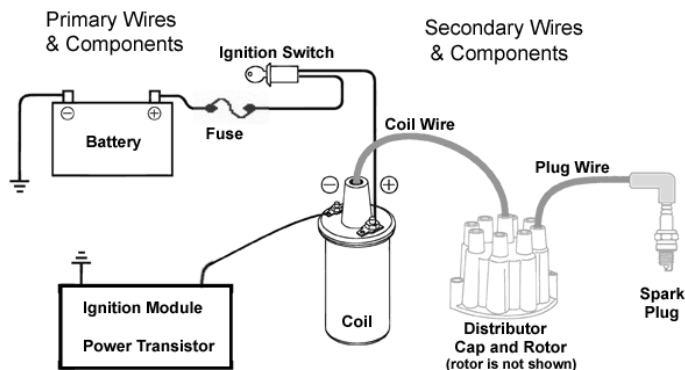 Primary Wires
& Components
Secondary Wires
& Components
Ignition Switch
⊖
⊕
Battery
Fuse
Coil Wire
Plug Wire
⊖
⊕
Ignition Module
Power Transistor
Coil
Distributor
Cap and Rotor
(rotor is not shown)
Spark
Plug